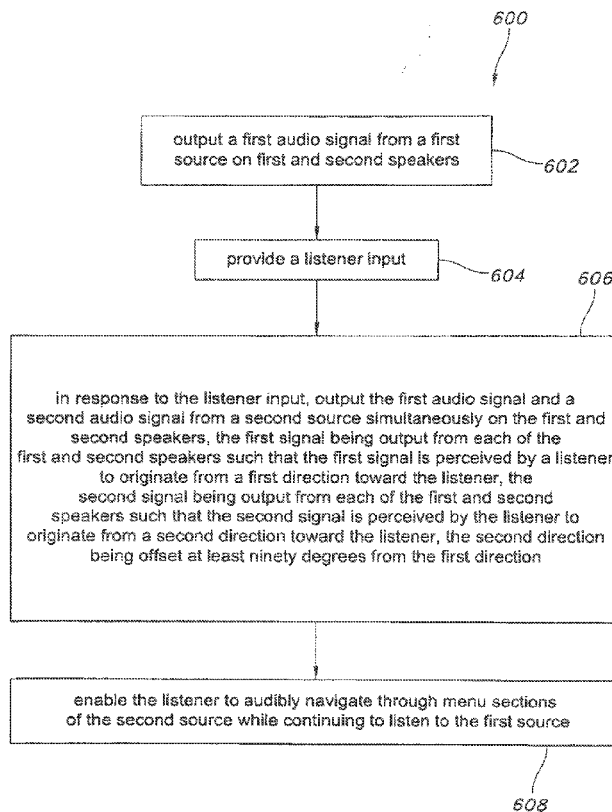 600
output a first audio signal from a first
source on first and second speakers
602
provide a listener input
604
606
in response to the listener input, output the first audio signal and a
second audio signal from a second source simultaneously on the first and
second speakers, the first signal being output from each of the
first and second speakers such that the first signal is perceived by a listener
to originate from a first direction toward the listener, the
second signal being output from each of the first and second
speakers such that the second signal is perceived by the listener to
originate from a second direction toward the listener, the second direction
being offset at least ninety degrees from the first direction
enable the listener to audibly navigate through menu sections
of the second source while continuing to listen to the first source
608